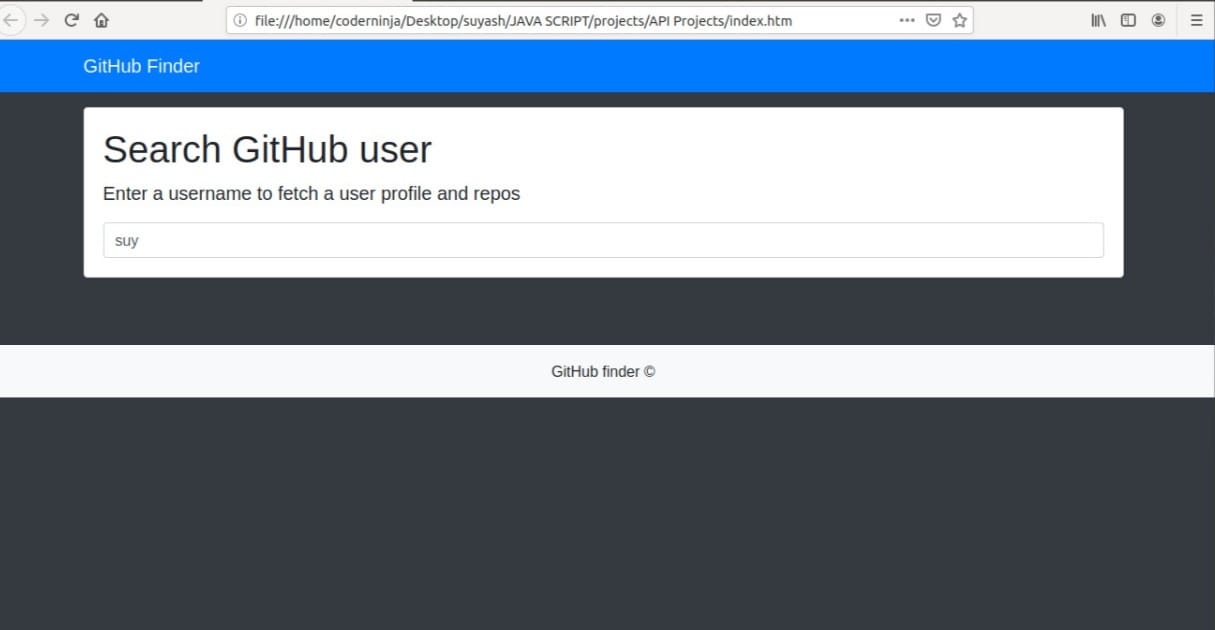 file:///home/coderninja/Desktop/suyash/JAVA SCRIPT/projects/API Projects/index.htm
GitHub Finder
Search GitHub user
Enter a username to fetch a user profile and repos
suy
GitHub finder ©